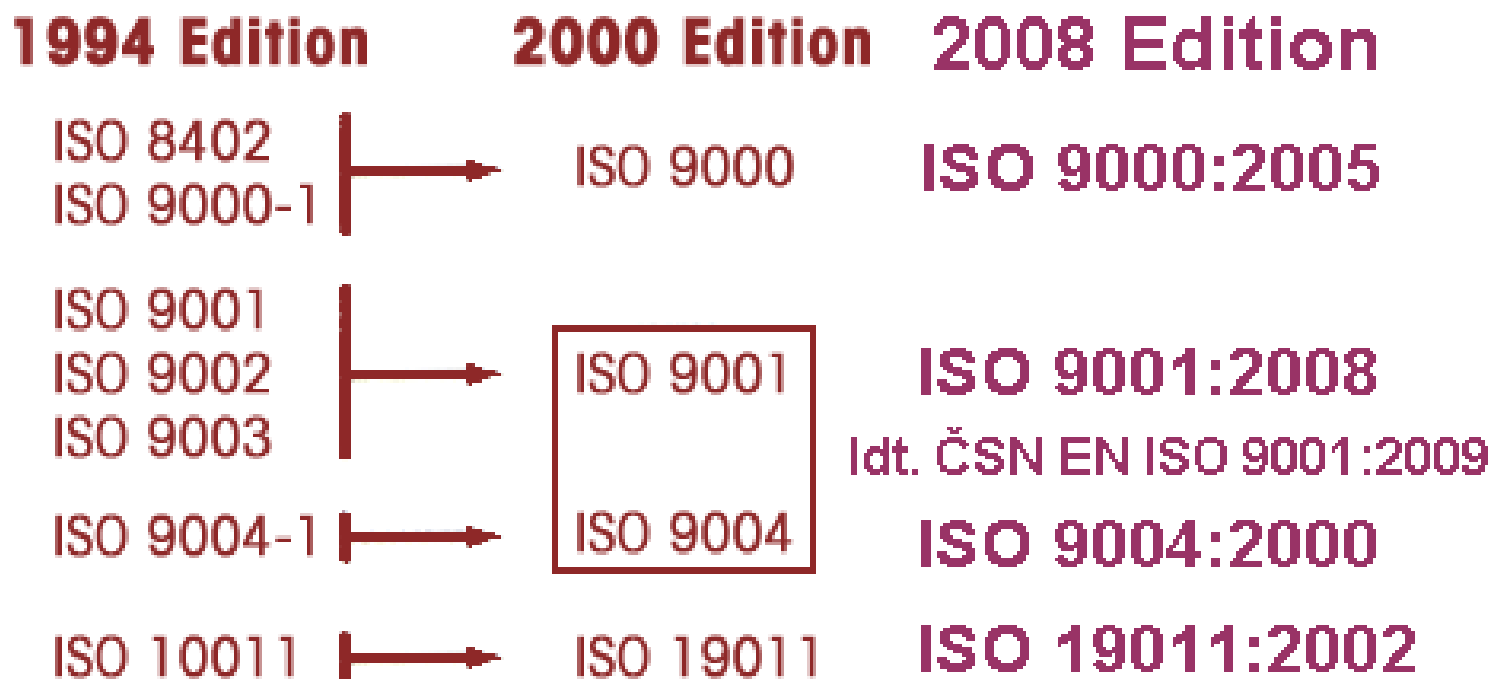 1994 Edition 2000 Edition 2008 Edition
ISO 8402
ISO 9000-1
ISO 9000
ISO 9000:2005
ISO 9001
ISO 9002
ISO 9003
ISO 9001
ISO 9001:2008
Idt. ČSN EN ISO 9001:2009
ISO 9004-1
ISO 9004
ISO 9004:2000
ISO 10011
ISO 19011
ISO 19011:2002